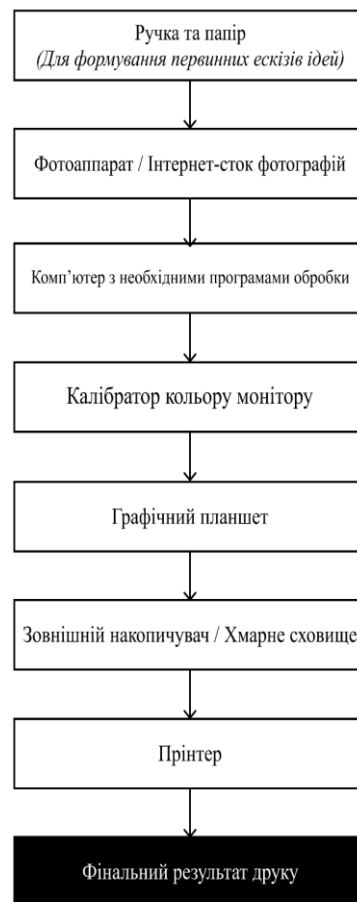 Ручка та папір
(Для формування первинних ескізів ідей)
Фотоаппарат / Інтернет-сток фотографій
Комп’ютер з необхідними програмами обробки
Калібратор кольору монітору
Графічний планшет
Зовнішній накопичувач / Хмарне сховище
Прінтер
Фінальний результат друку